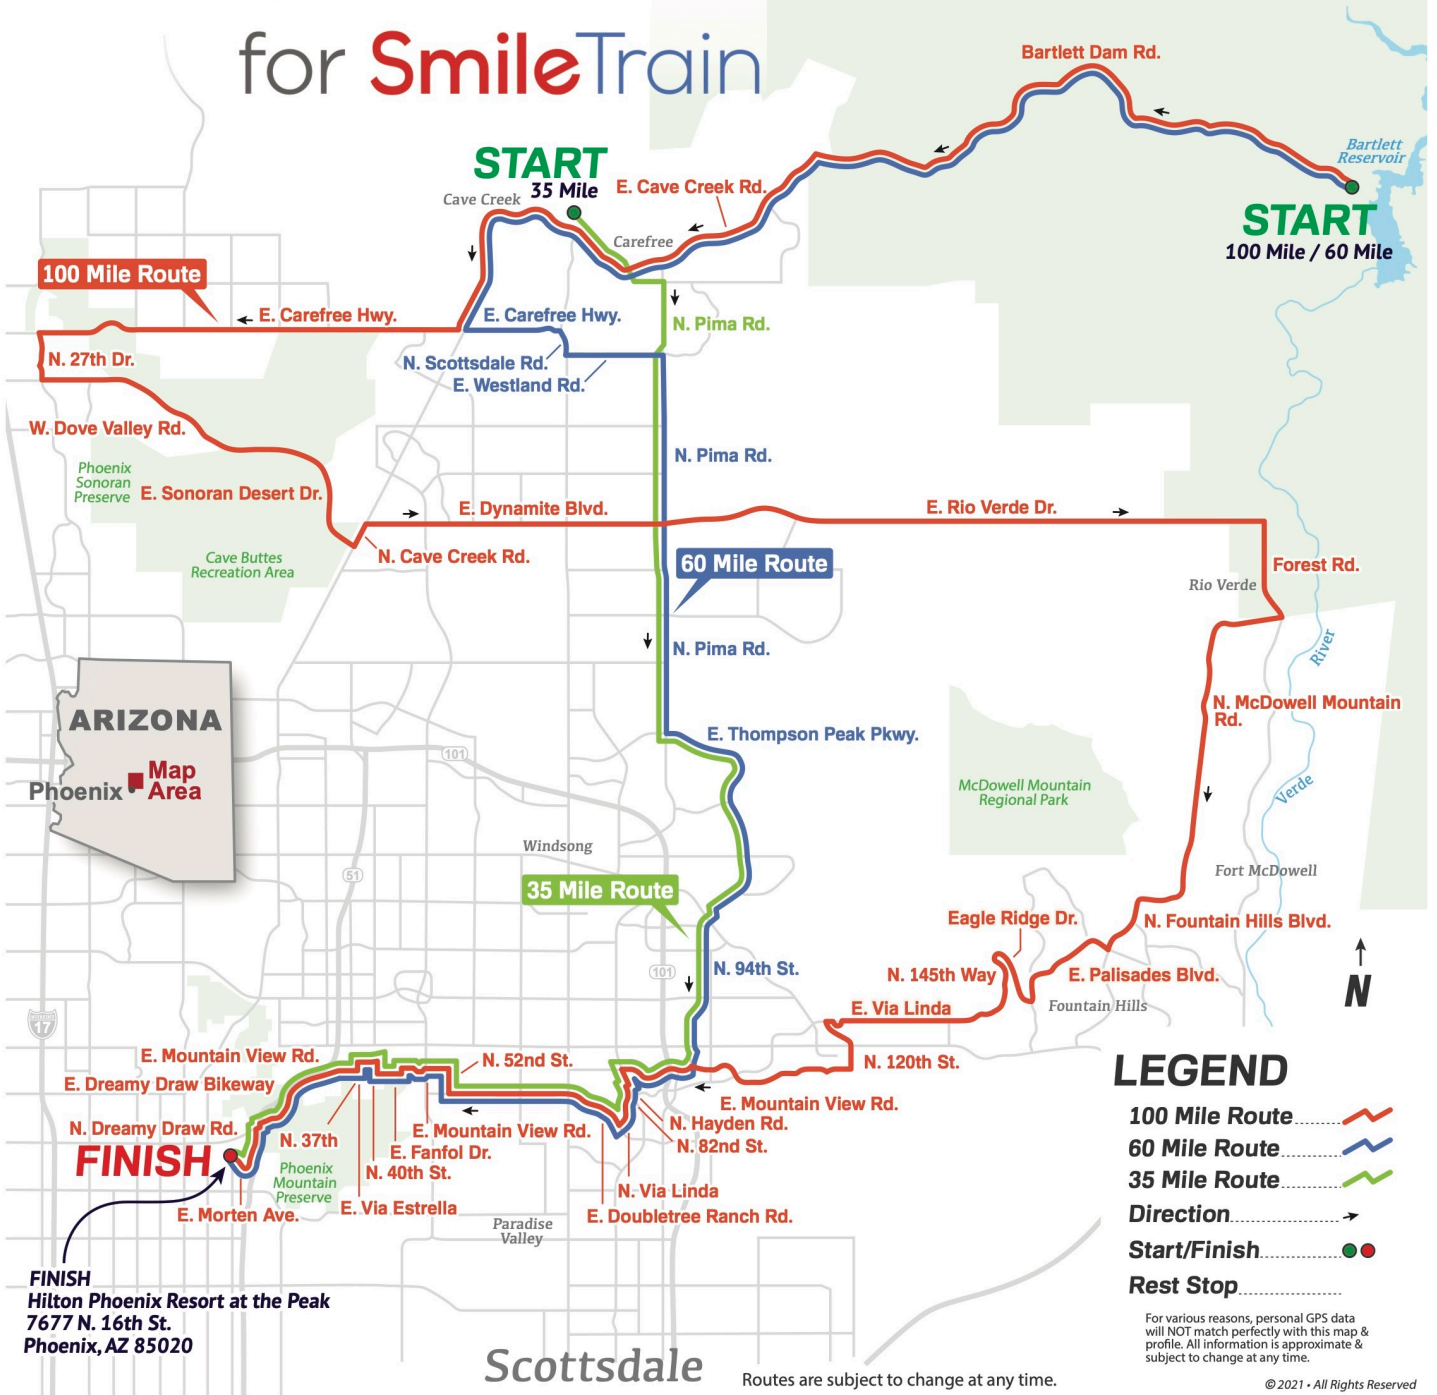 for SmileTrain
Bartlett Dam Rd.
Bartlett
Reservoir
START
35 Mile
E. Cave Creek Rd.
Cave Creek
Carefree
START
100 Mile / 60 Mile
100 Mile Route
E. Carefree Hwy.
E. Carefree Hwy.
N. Pima Rd.
N. 27th Dr.
N. Scottsdale Rd.
E. Westland Rd.
W. Dove Valley Rd.
N. Pima Rd.
Phoenix
Sonoran
Preserve
E. Sonoran Desert Dr.
E. Dynamite Blvd.
E. Rio Verde Dr.
N. Cave Creek Rd.
Cave Buttes
Recreation Area
60 Mile Route
Forest Rd.
Rio Verde
N. Pima Rd.
River
ARIZONA
Phoenix
Map
Area
N. McDowell Mountain
Rd.
E. Thompson Peak Pkwy.
101
McDowell Mountain
Regional Park
Verde
Windsong
51
35 Mile Route
Fort McDowell
Eagle Ridge Dr.
N. Fountain Hills Blvd.
N. 94th St.
101
N. 145th Way
E. Palisades Blvd.
N
Fountain Hills
E. Via Linda
17
E. Mountain View Rd.
N. 52nd St.
N. 120th St.
E. Dreamy Draw Bikeway
E. Mountain View Rd.
N. Dreamy Draw Rd.
N. Hayden Rd.
N. 37th
E. Mountain View Rd.
N. 82nd St.
FINISH
E. Fanfol Dr.
Phoenix
Mountain
Preserve
N. 40th St.
N. Via Linda
E. Morten Ave.
E. Via Estrella
E. Doubletree Ranch Rd.
Paradise
Valley
FINISH
Hilton Phoenix Resort at the Peak
7677 N. 16th St.
Phoenix, AZ 85020
Scottsdale
LEGEND
100 Mile Route
60 Mile Route
35 Mile Route
Direction
Start/Finish
Rest Stop
For various reasons, personal GPS data
will NOT match perfectly with this map &
profile. All information is approximate &
subject to change at any time.
Routes are subject to change at any time.
© 2021 • All Rights Reserved